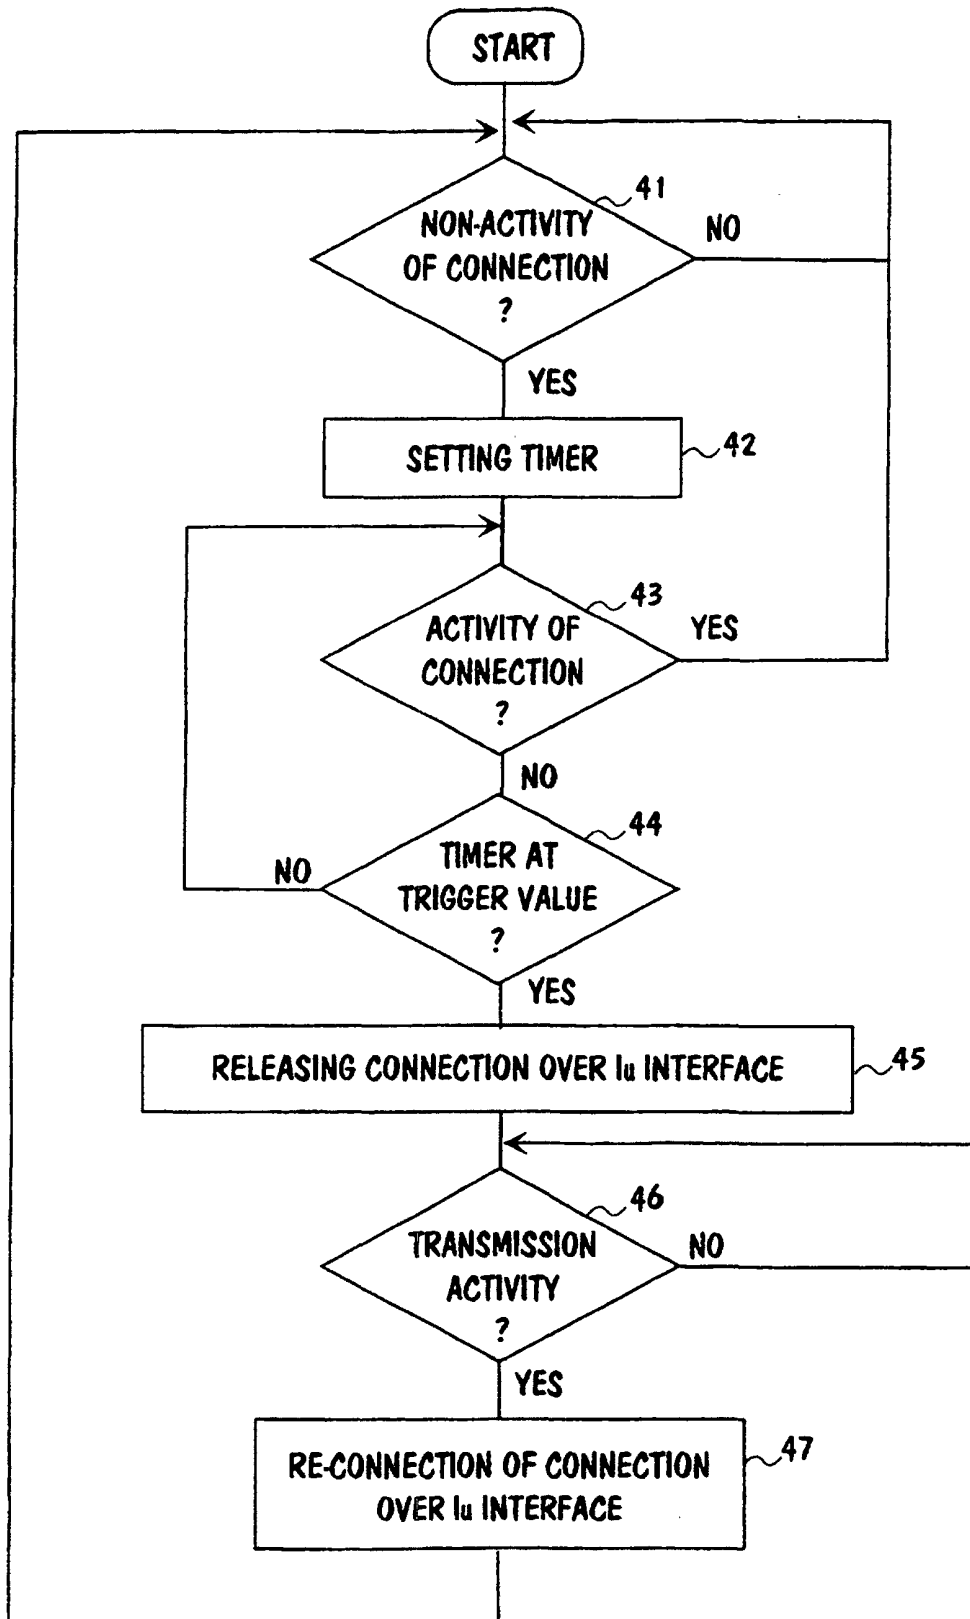 START
41
NON-ACTIVITY
OF CONNECTION
?
NO
YES
SETTING TIMER
42
43
ACTIVITY OF
CONNECTION
?
YES
NO
44
TIMER AT
TRIGGER VALUE
?
NO
YES
RELEASING CONNECTION OVER Iu INTERFACE
45
46
TRANSMISSION
ACTIVITY
?
NO
YES
RE-CONNECTION OF CONNECTION
OVER Iu INTERFACE
47